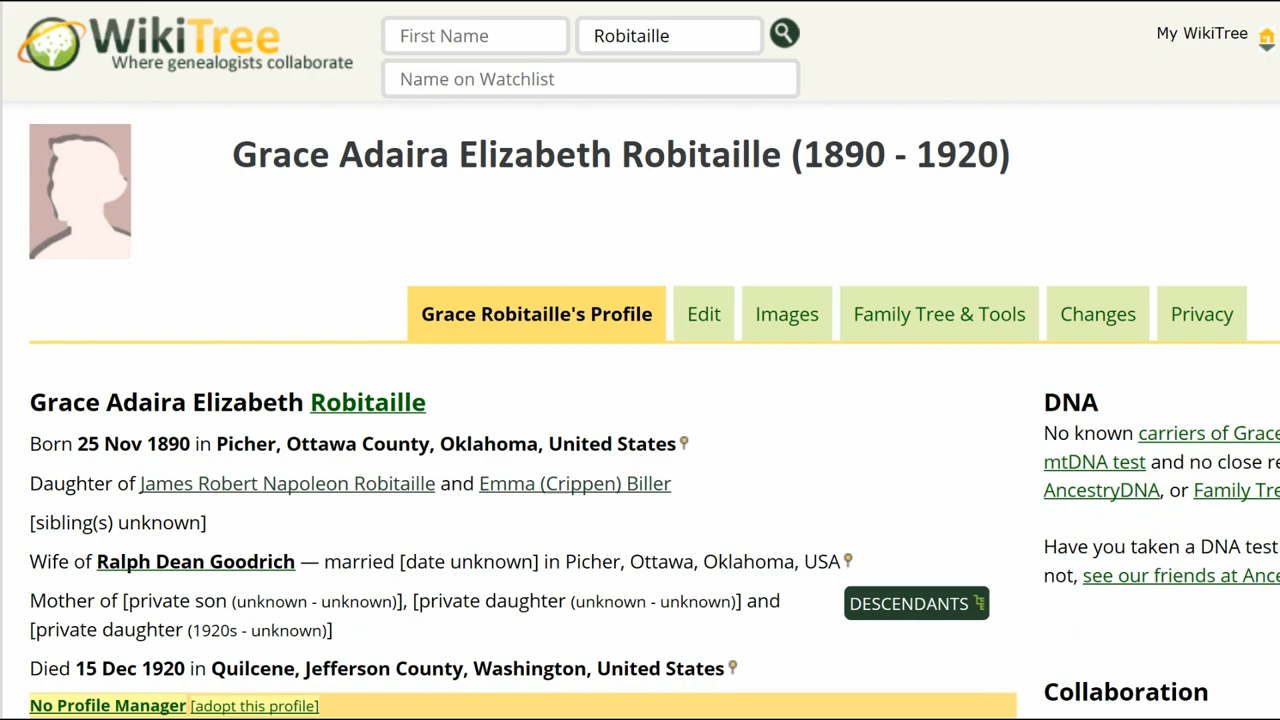 WikiTree
Where genealogists collaborate
First Name
Robitaille
Name on Watchlist
My WikiTree
Grace Adaira Elizabeth Robitaille (1890 - 1920)
Grace Robitaille's Profile
Edit
Images
Family Tree & Tools
Changes
Privacy
Grace Adaira Elizabeth Robitaille
Born 25 Nov 1890 in Picher, Ottawa County, Oklahoma, United States
Daughter of James Robert Napoleon Robitaille and Emma (Crippen) Biller
[sibling(s) unknown]
Wife of Ralph Dean Goodrich — married [date unknown] in Picher, Ottawa, Oklahoma, USA
Mother of [private son (unknown - unknown)], [private daughter (unknown - unknown)] and
[private daughter (1920s - unknown)]
DESCENDANTS
Died 15 Dec 1920 in Quilcene, Jefferson County, Washington, United States
No Profile Manager [adopt this profile]
DNA
No known carriers of Grace
mtDNA test and no close re
AncestryDNA, or Family Tre
Have you taken a DNA test
not, see our friends at Ance
Collaboration